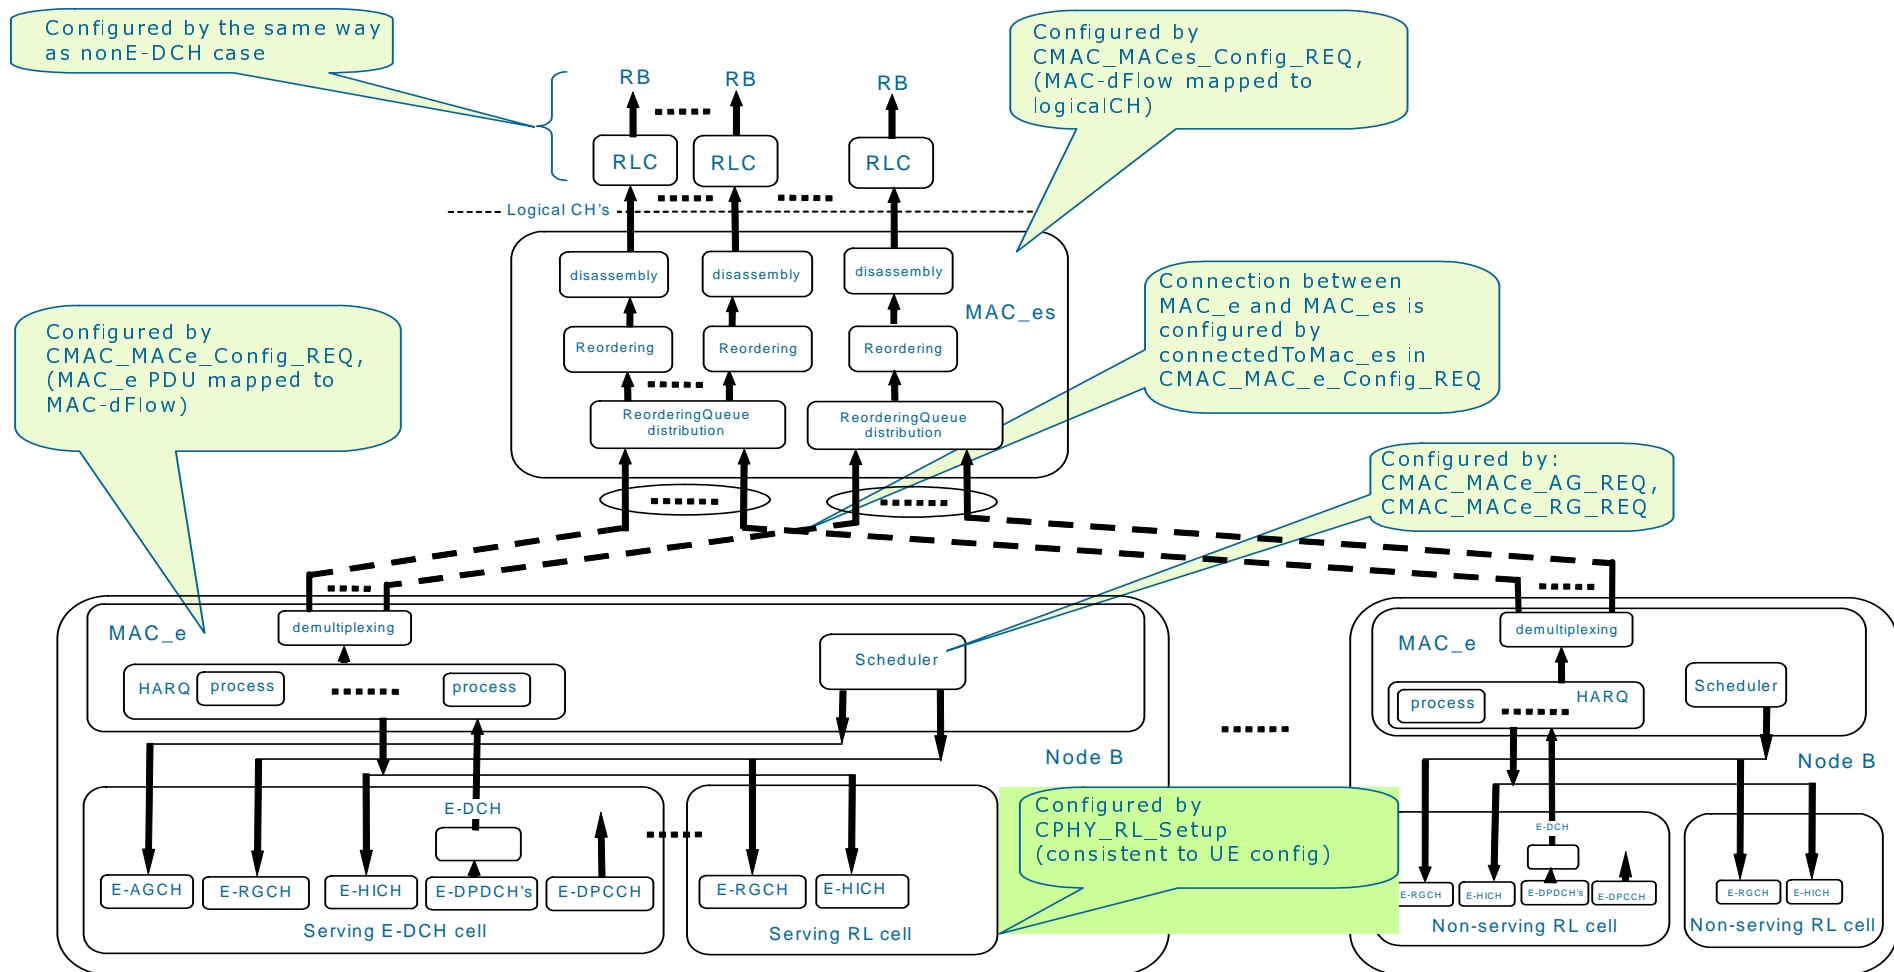 Configured by the same way
as nonE-DCH case
Configured by
CMAC_MACes_Config_REQ,
(MAC-dFlow mapped to
logicalCH)
RB
RB
RB
RLC
RLC
RLC
Logical CH's
disassembly
disassembly
disassembly
MAC_es
Reordering
Reordering
Reordering
ReorderingQueue
distribution
ReorderingQueue
distribution
Connection between
MAC_e and MAC_es is
configured by
connectedToMac_es in
CMAC_MAC_e_Config_REQ
Configured by
CMAC_MACe_Config_REQ,
(MAC_e PDU mapped to
MAC-dFlow)
Configured by:
CMAC_MACe_AG_REQ,
CMAC_MACe_RG_REQ
MAC_e
demultiplexing
Scheduler
HARQ
process
process
Node B
E-DCH
E-AGCH
E-RGCH
E-HICH
E-DPDCH's
E-DPCCH
Serving E-DCH cell
E-RGCH
E-HICH
Serving RL cell
Configured by
CPHY_RL_Setup
(consistent to UE config)
MAC_e
demultiplexing
Scheduler
process
HARQ
Node B
E-DCH
E-RGCH
E-HICH
E-DPDCH's
E-DPCCH
Non-serving RL cell
E-RGCH
E-HICH
Non-serving RL cell